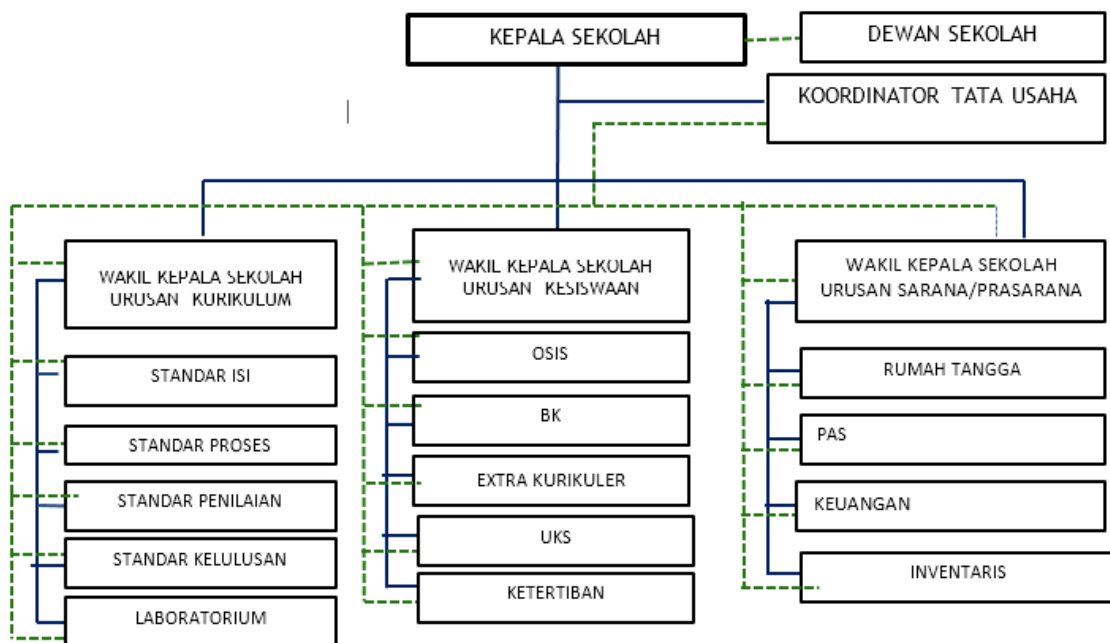 KEPALA SEKOLAH
DEWAN SEKOLAH
KOORDINATOR TATA USAHA
WAKIL KEPALA SEKOLAH
URUSAN KURIKULUM
STANDAR ISI
STANDAR PROSES
STANDAR PENILAIAN
STANDAR KELULUSAN
LABORATORIUM
WAKIL KEPALA SEKOLAH
URUSAN KESISWAAN
OSIS
BK
EXTRA KURIKULER
UKS
KETERTIBAN
WAKIL KEPALA SEKOLAH
URUSAN SARANA/PRASARANA
RUMAH TANGGA
PAS
KEUANGAN
INVENTARIS